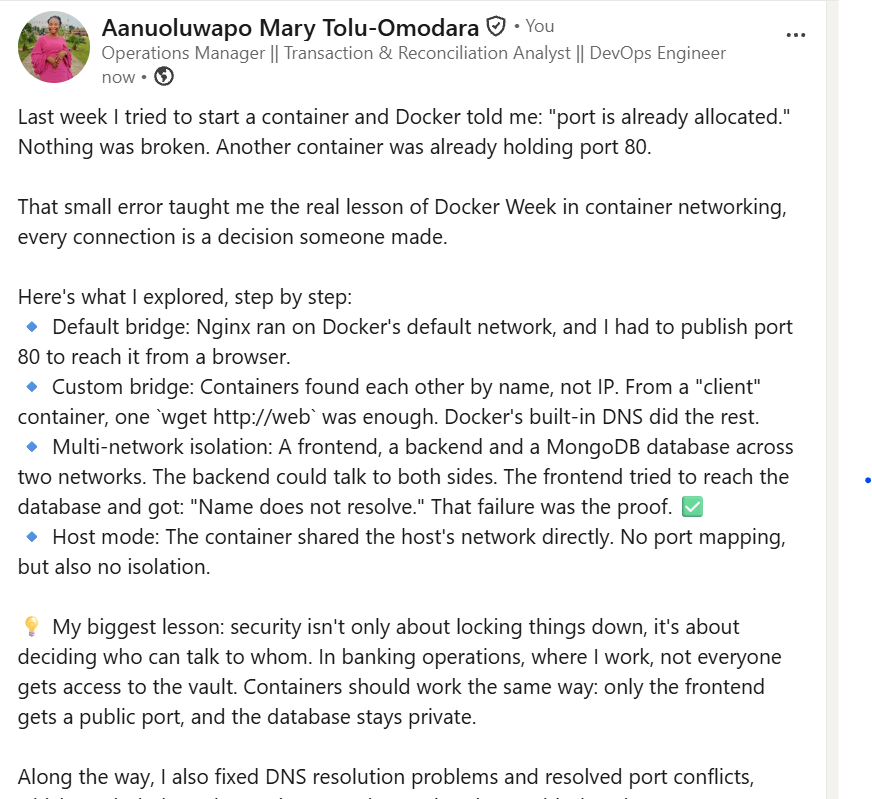 Aanuoluwapo Mary Tolu-Omodara • You
Operations Manager || Transaction & Reconciliation Analyst || DevOps Engineer
now •
Last week I tried to start a container and Docker told me: "port is already allocated."
Nothing was broken. Another container was already holding port 80.
That small error taught me the real lesson of Docker Week in container networking,
every connection is a decision someone made.
Here's what I explored, step by step:
🔹 Default bridge: Nginx ran on Docker's default network, and I had to publish port
80 to reach it from a browser.
🔹 Custom bridge: Containers found each other by name, not IP. From a "client"
container, one `wget http://web` was enough. Docker's built-in DNS did the rest.
🔹 Multi-network isolation: A frontend, a backend and a MongoDB database across
two networks. The backend could talk to both sides. The frontend tried to reach the
database and got: "Name does not resolve." That failure was the proof. ✅
🔹 Host mode: The container shared the host's network directly. No port mapping,
but also no isolation.
💡 My biggest lesson: security isn't only about locking things down, it's about
deciding who can talk to whom. In banking operations, where I work, not everyone
gets access to the vault. Containers should work the same way: only the frontend
gets a public port, and the database stays private.
Along the way, I also fixed DNS resolution problems and resolved port conflicts,